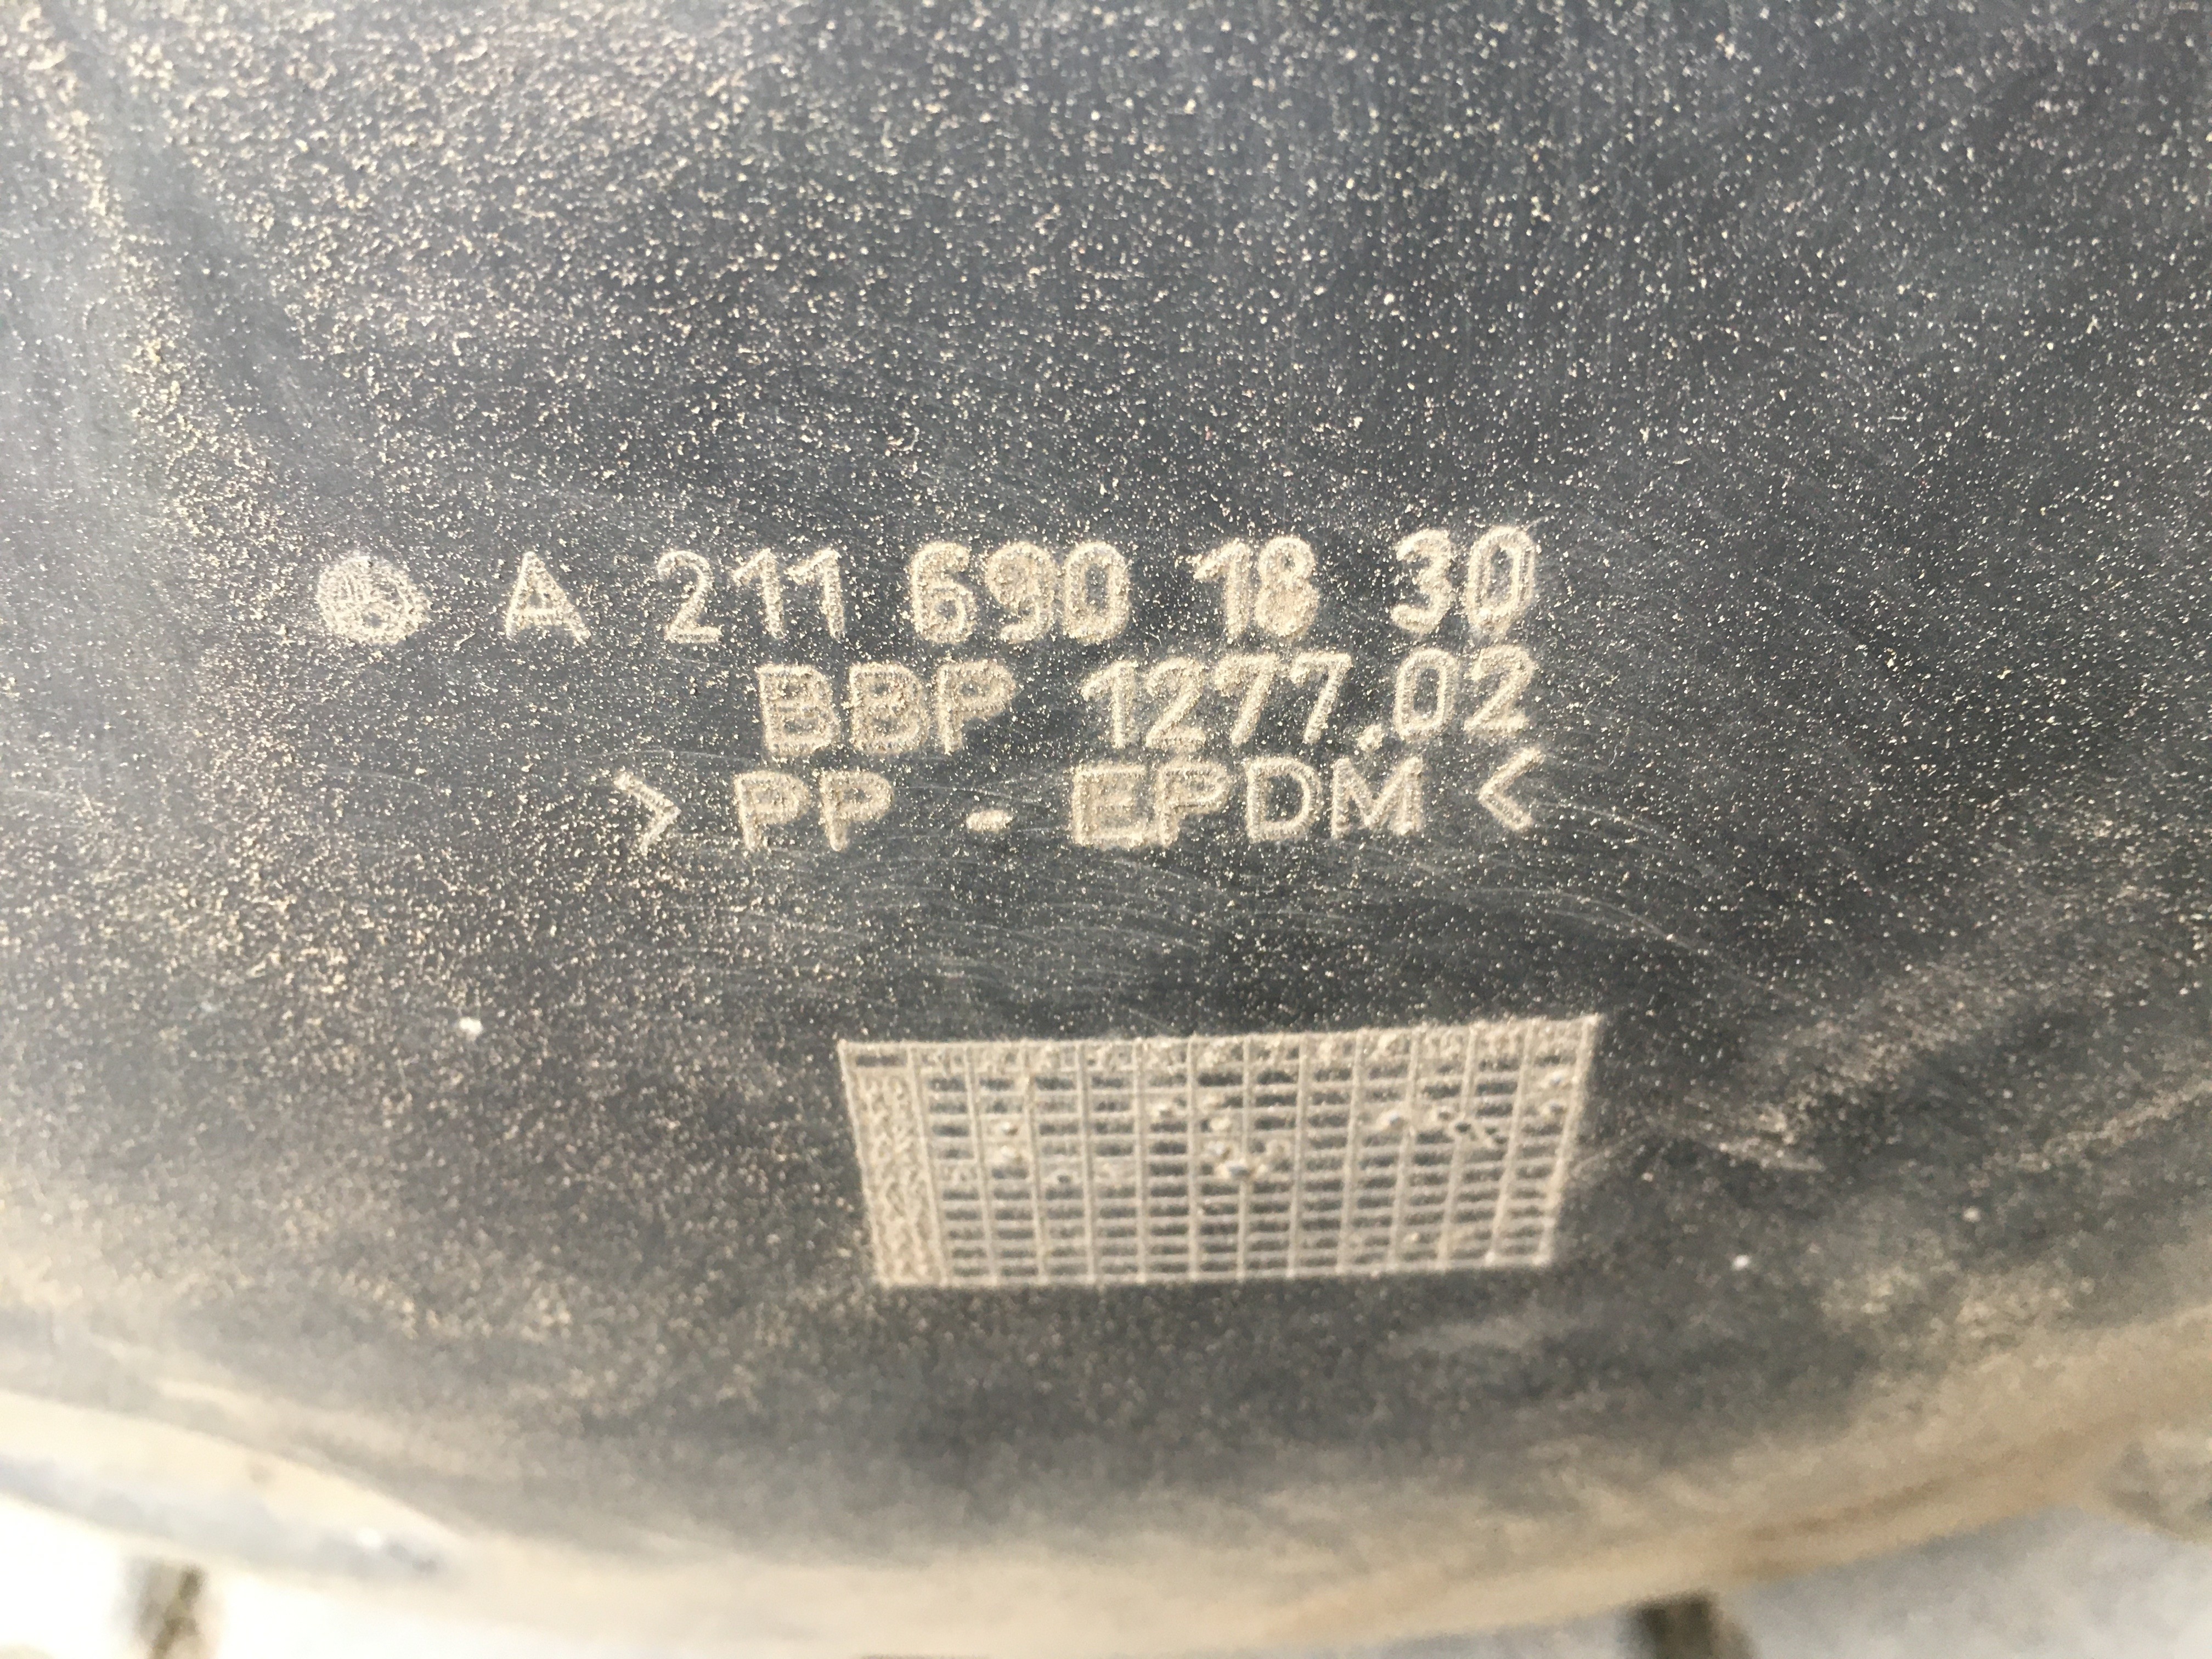 A 211 690 18 30
BBP 1277.02
> PP - EPDM <